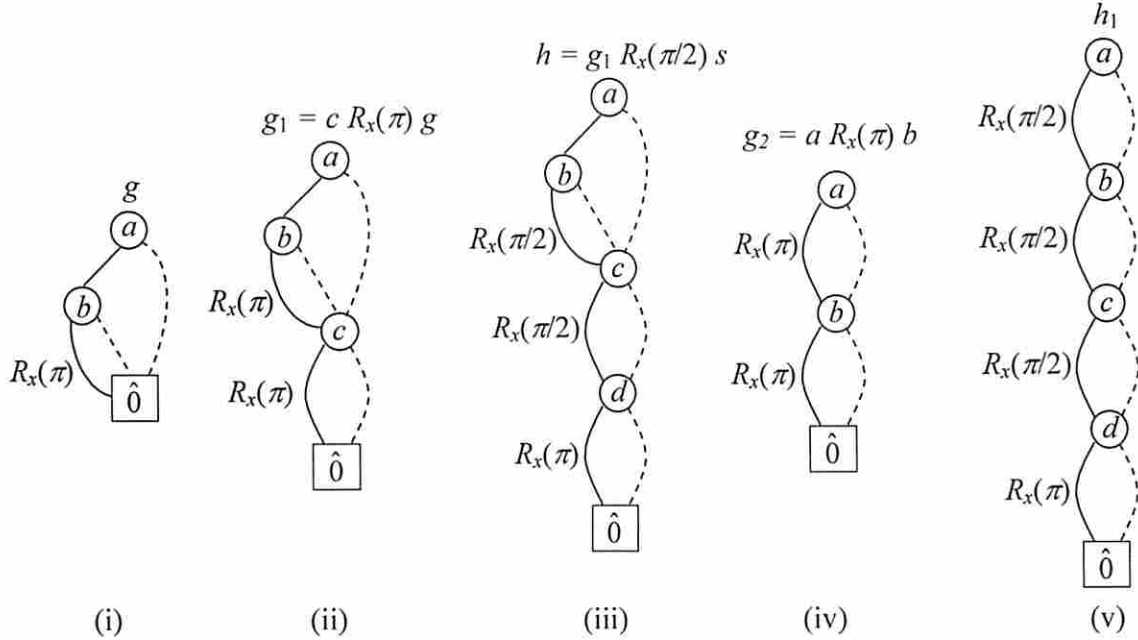 g
a
b
Rₓ(π)
0̂
(i)
g₁ = c Rₓ(π) g
a
b
Rₓ(π)
c
Rₓ(π)
0̂
(ii)
h = g₁ Rₓ(π/2) s
a
b
Rₓ(π/2)
c
Rₓ(π/2)
d
Rₓ(π)
0̂
(iii)
g₂ = a Rₓ(π) b
a
Rₓ(π)
b
Rₓ(π)
0̂
(iv)
h₁
a
Rₓ(π/2)
b
Rₓ(π/2)
c
Rₓ(π/2)
d
Rₓ(π)
0̂
(v)